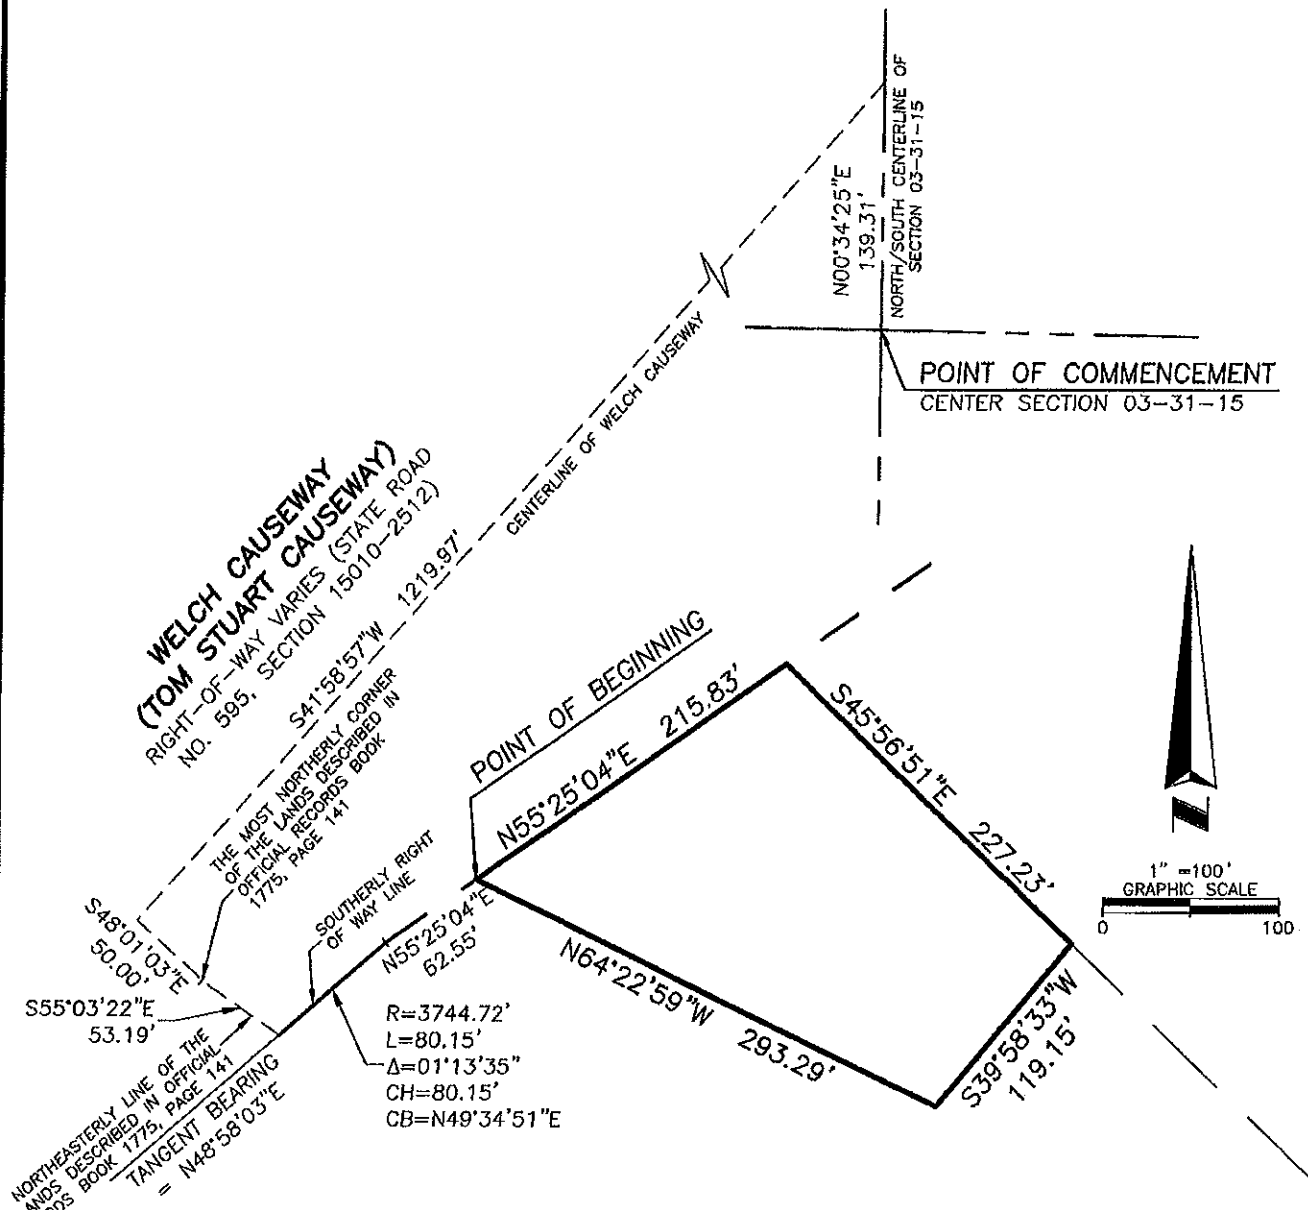 NORTH/SOUTH CENTERLINE OF
SECTION 03-31-15
N00°34'25"E
139.31'
POINT OF COMMENCEMENT
CENTER SECTION 03-31-15
CENTERLINE OF WELCH CAUSEWAY
WELCH CAUSEWAY
(TOM STUART CAUSEWAY)
RIGHT-OF-WAY VARIES (STATE ROAD
NO. 595, SECTION 15010-2512)
S41°58'57"W 1219.97'
THE MOST NORTHERLY CORNER
OF THE LANDS DESCRIBED IN
OFFICIAL RECORDS BOOK
1775, PAGE 141
POINT OF BEGINNING
N55°25'04"E 215.83'
S45°56'51"E 227.23'
1" =100'
GRAPHIC SCALE
0 100
SOUTHERLY RIGHT
OF WAY LINE
S48°01'03"E
50.00'
N55°25'04"E
62.55'
N64°22'59"W 293.29'
S39°58'33"W
119.15'
S55°03'22"E
53.19'
R=3744.72'
L=80.15'
Δ=01°13'35"
CH=80.15'
CB=N49°34'51"E
NORTHEASTERLY LINE OF THE
DESCRIBED IN OFFICIAL
BOOK 1775, PAGE 141
TANGENT BEARING
= N48°58'03"E